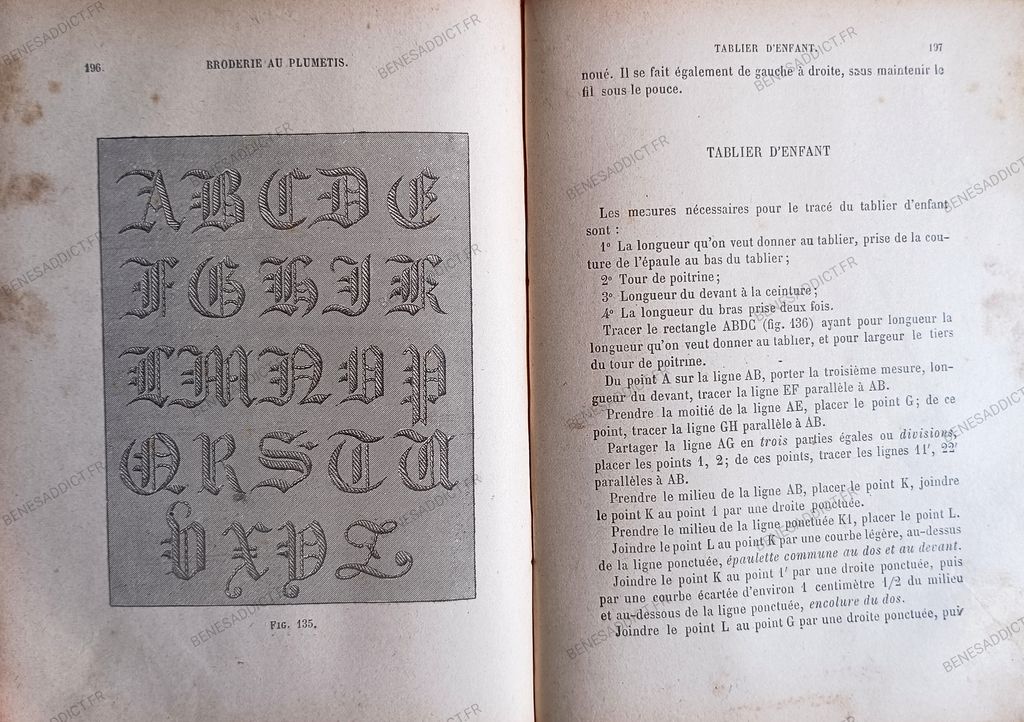 196.
BRODERIE AU PLUMETIS.
A B C D E
F G H I K
L M N O P
Q R S T U
V X Y Z
FIG. 135.
TABLIER D'ENFANT.
197
noué. Il se fait également de gauche à droite, sans maintenir le
fil sous le pouce.
TABLIER D'ENFANT
Les mesures nécessaires pour le tracé du tablier d'enfant
sont :
1º La longueur qu'on veut donner au tablier, prise de la cou-
ture de l'épaule au bas du tablier ;
2º Tour de poitrine ;
3º Longueur du devant à la ceinture ;
4º La longueur du bras prise deux fois.
Tracer le rectangle ABDC (fig. 136) ayant pour longueur la
longueur qu'on veut donner au tablier, et pour largeur le tiers
du tour de poitrine.
Du point A sur la ligne AB, porter la troisième mesure, lon-
gueur du devant, tracer la ligne EF parallèle à AB.
Prendre la moitié de la ligne AE, placer le point G ; de ce
point, tracer la ligne GH parallèle à AB.
Partager la ligne AG en trois parties égales ou divisions,
placer les points 1, 2 ; de ces points, tracer les lignes 11', 22'
parallèles à AB.
Prendre le milieu de la ligne AB, placer le point K, joindre
le point K au point 1 par une droite ponctuée.
Prendre le milieu de la ligne ponctuée K1, placer le point L.
Joindre le point L au point K par une courbe légère, au-dessus
de la ligne ponctuée, épaulette commune au dos et au devant.
Joindre le point K au point 1' par une droite ponctuée, puis
par une courbe écartée d'environ 1 centimètre 1/2 du milieu
et au-dessous de la ligne ponctuée, encolure du dos.
Joindre le point L au point G par une droite ponctuée, puis
BENESADDICT.FR